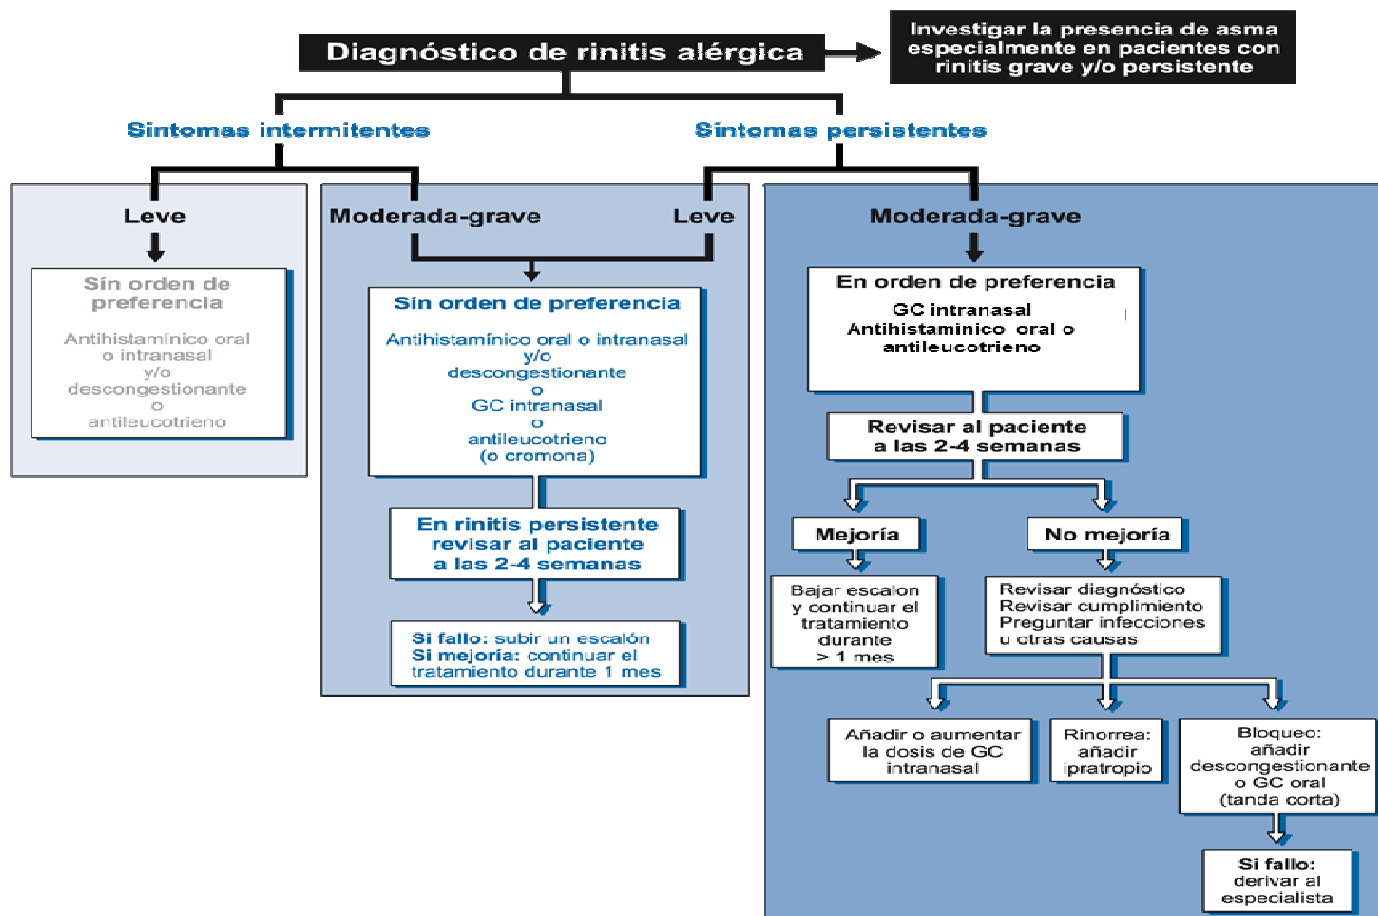 Diagnóstico de rinitis alérgica
Investigar la presencia de asma
especialmente en pacientes con
rinitis grave y/o persistente
Síntomas intermitentes
Síntomas persistentes
Leve
Moderada-grave
Leve
Moderada-grave
Sín orden de
preferencia
Antihistamínico oral
o intranasal
y/o
descongestionante
o
antileucotrieno
Sín orden de preferencia
Antihistamínico oral o intranasal
y/o
descongestionante
o
GC intranasal
o
antileucotrieno
(o cromona)
En rinitis persistente
revisar al paciente
a las 2-4 semanas
Si fallo: subir un escalón
Si mejoría: continuar el
tratamiento durante 1 mes
En orden de preferencia
GC intranasal
Antihistamínico oral o
antileucotrieno
Revisar al paciente
a las 2-4 semanas
Mejoría
No mejoría
Bajar escalon
y continuar el
tratamiento
durante
> 1 mes
Revisar diagnóstico
Revisar cumplimiento
Preguntar infecciones
u otras causas
Añadir o aumentar
la dosis de GC
intranasal
Rinorrea:
añadir
ipratropio
Bloqueo:
añadir
descongestionante
o GC oral
(tanda corta)
Si fallo:
derivar al
especialista